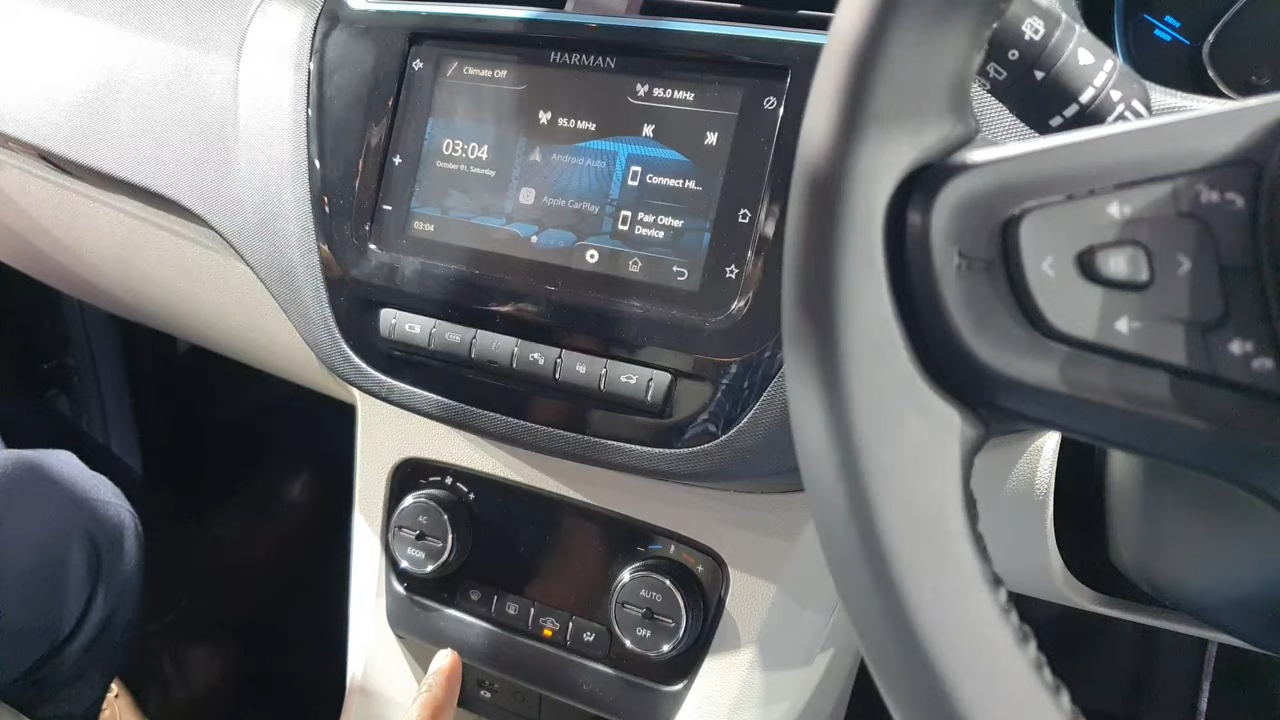 HARMAN
Climate Off
95.0 MHz
95.0 MHz
03:04
October 01, Saturday
Android Auto
Apple CarPlay
Connect Hi...
Pair Other
Device
03:04
AC
ECON
AUTO
OFF